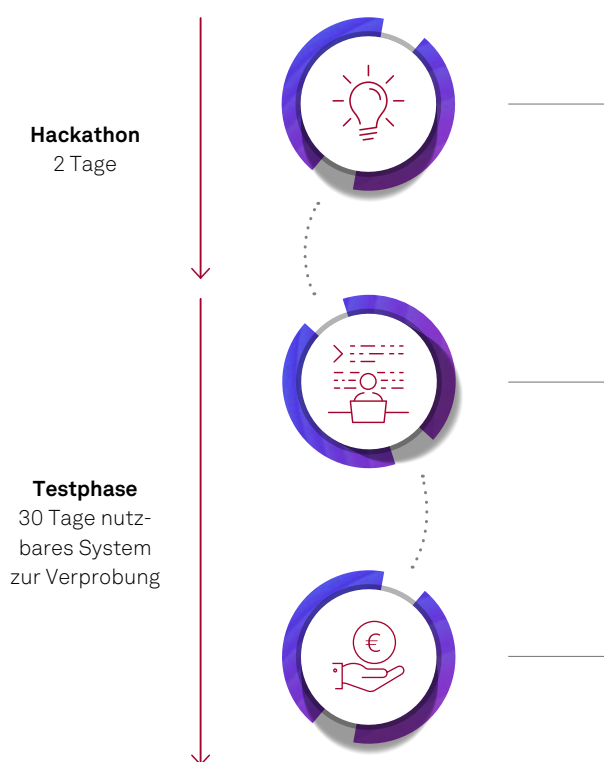 Hackathon
2 Tage
Testphase
30 Tage nutz-
bares System
zur Verprobung
€